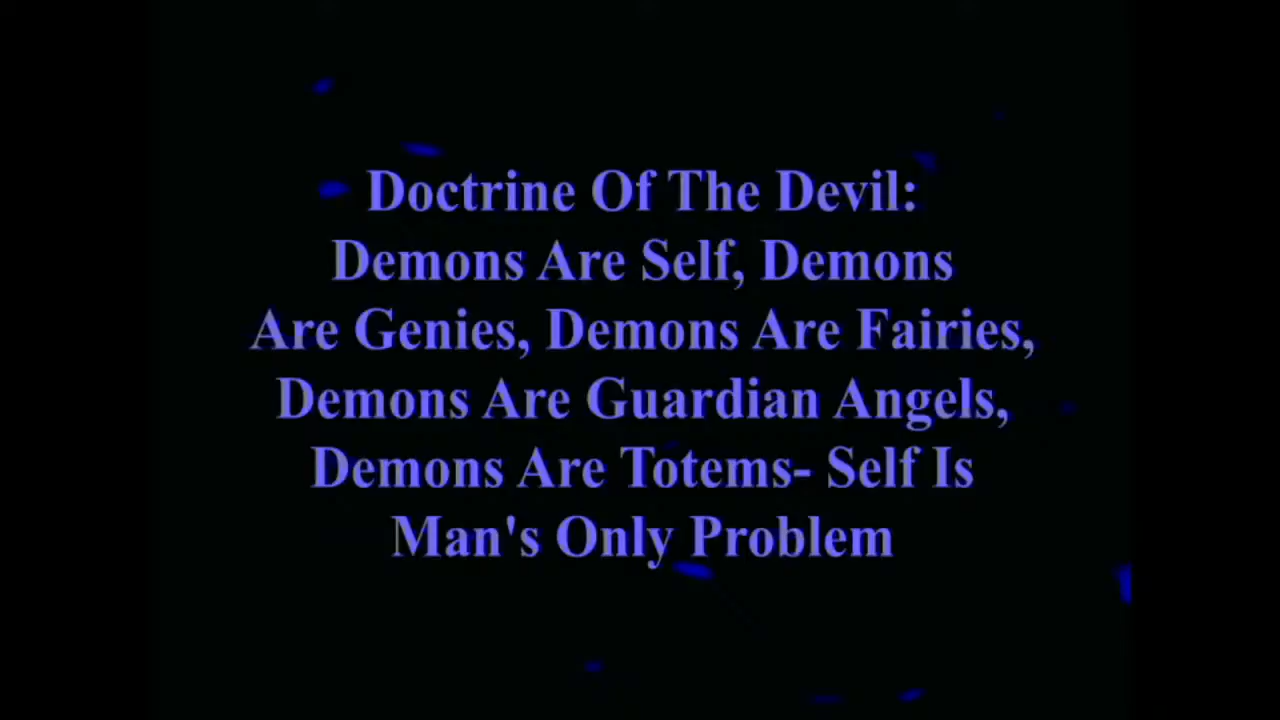 Doctrine Of The Devil:
Demons Are Self, Demons
Are Genies, Demons Are Fairies,
Demons Are Guardian Angels,
Demons Are Totems- Self Is
Man's Only Problem